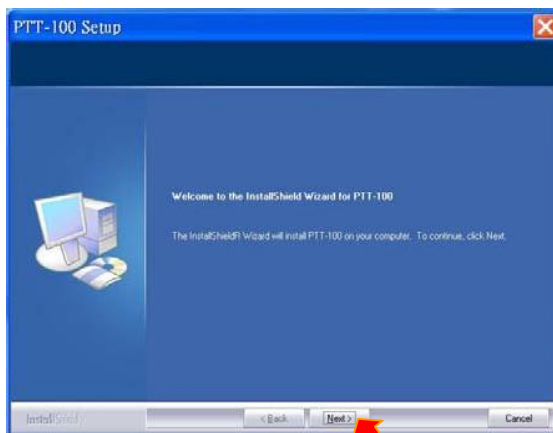 PTT-100 Setup
Welcome to the InstallShield Wizard for PTT-100
The InstallShieldR Wizard will install PTT-100 on your computer. To continue, click Next.
InstallShield
< Back
Next >
Cancel